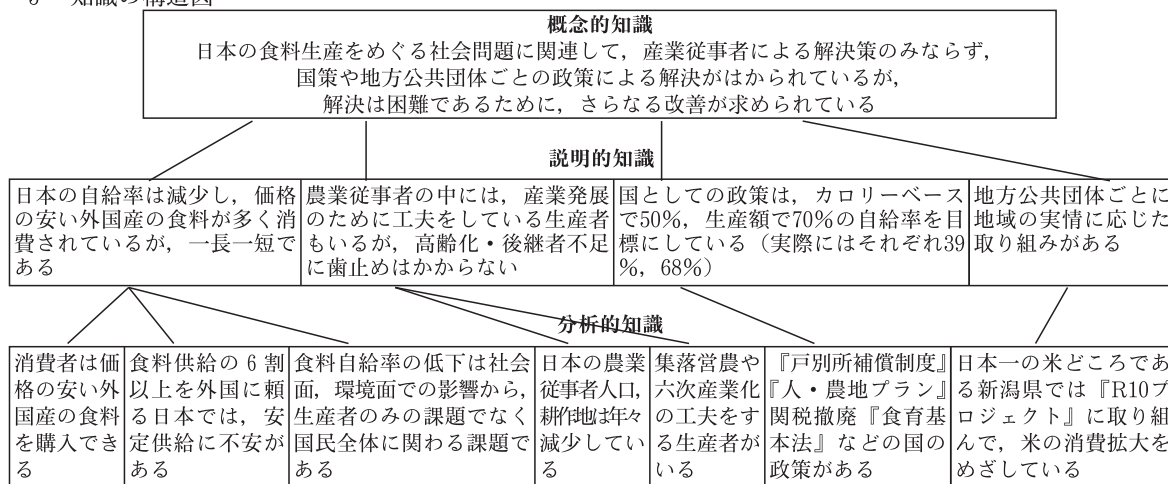 知識の構造図
概念的知識
日本の食料生産をめぐる社会問題に関連して，産業従事者による解決策のみならず，
国策や地方公共団体ごとの政策による解決がはかられているが，
解決は困難であるために，さらなる改善が求められている
説明的知識
日本の自給率は減少し，価格
の安い外国産の食料が多く消
費されているが，一長一短で
ある
農業従事者の中には，産業発展
のために工夫をしている生産者
もいるが，高齢化・後継者不足
に歯止めはかからない
国としての政策は，カロリーベース
で50％，生産額で70％の自給率を目
標にしている（実際にはそれぞれ39
％，68％）
地方公共団体ごとに
地域の実情に応じた
取り組みがある
分析的知識
消費者は価
格の安い外
国産の食料
を購入でき
る
食料供給の 6 割
以上を外国に頼
る日本では，安
定供給に不安が
ある
食料自給率の低下は社会
面，環境面での影響から，
生産者のみの課題でなく
国民全体に関わる課題で
ある
日本の農業
従事者人口，
耕作地は年々
減少してい
る
集落営農や
六次産業化
の工夫をす
る生産者が
いる
『戸別所補償制度』
『人・農地プラン』
関税撤廃『食育基
本法』などの国の
政策がある
日本一の米どころであ
る新潟県では『R10プ
ロジェクト』に取り組
んで，米の消費拡大を
めざしている